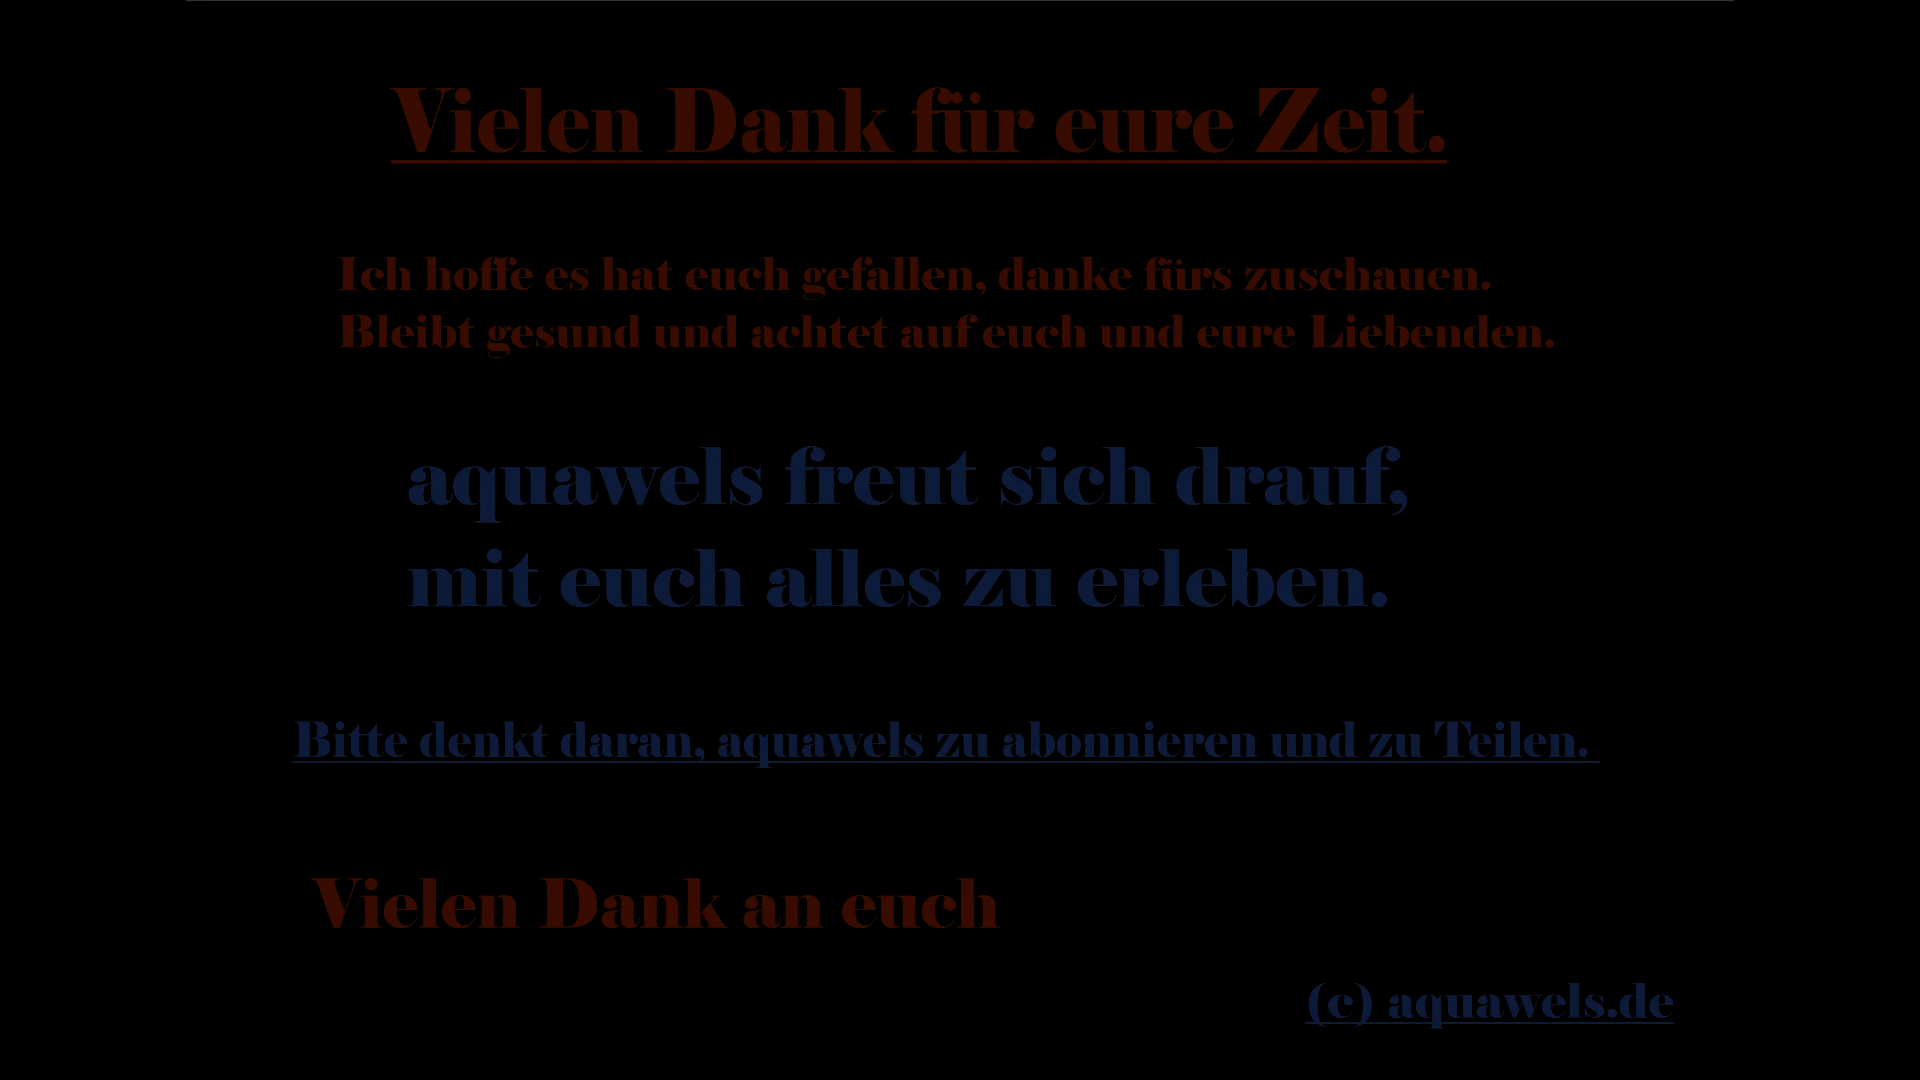 Vielen Dank für eure Zeit.
Ich hoffe es hat euch gefallen, danke fürs zuschauen.
Bleibt gesund und achtet auf euch und eure Liebenden.
aquawels freut sich drauf,
mit euch alles zu erleben.
Bitte denkt daran, aquawels zu abonnieren und zu Teilen.
Vielen Dank an euch
(c) aquawels.de